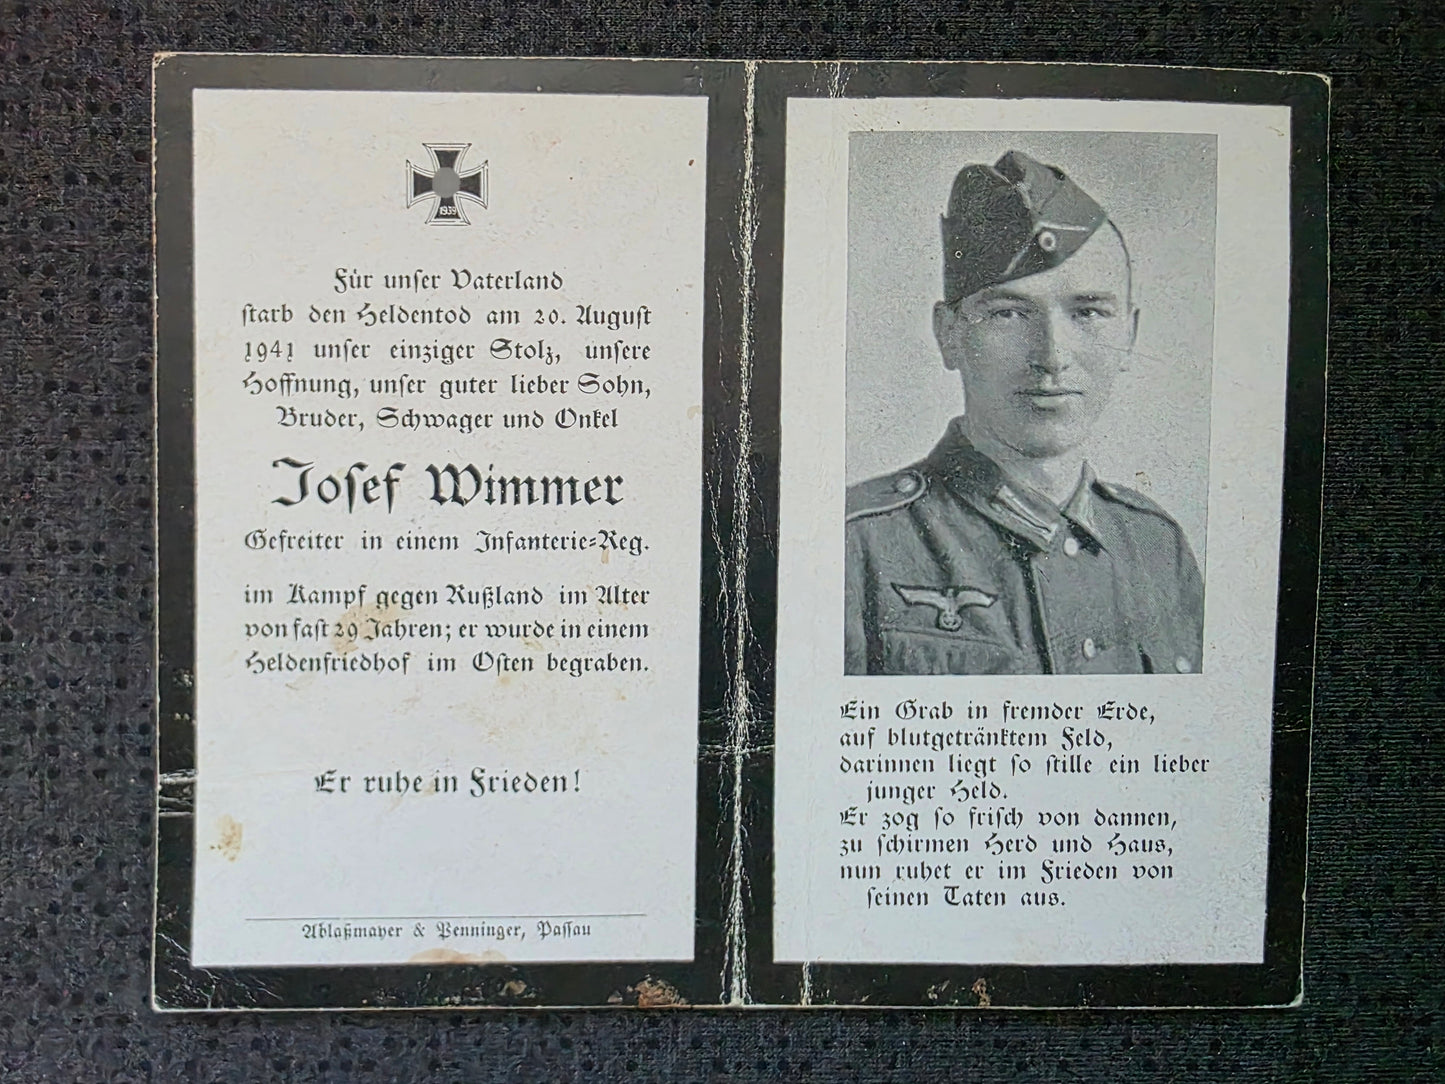 1939
Für unser Vaterland
starb den Heldentod am 20. August
1941 unser einziger Stolz, unsere
Hoffnung, unser guter lieber Sohn,
Bruder, Schwager und Onkel
Josef Wimmer
Gefreiter in einem Infanterie-Reg.
im Kampf gegen Rußland im Alter
von fast 29 Jahren; er wurde in einem
Heldenfriedhof im Osten begraben.
Er ruhe in Frieden!
Ablaßmayer & Penninger, Passau
Ein Grab in fremder Erde,
auf blutgetränktem Feld,
darinnen liegt so stille ein lieber
junger Held.
Er zog so frisch von dannen,
zu schirmen Herd und Haus,
nun ruhet er im Frieden von
seinen Taten aus.